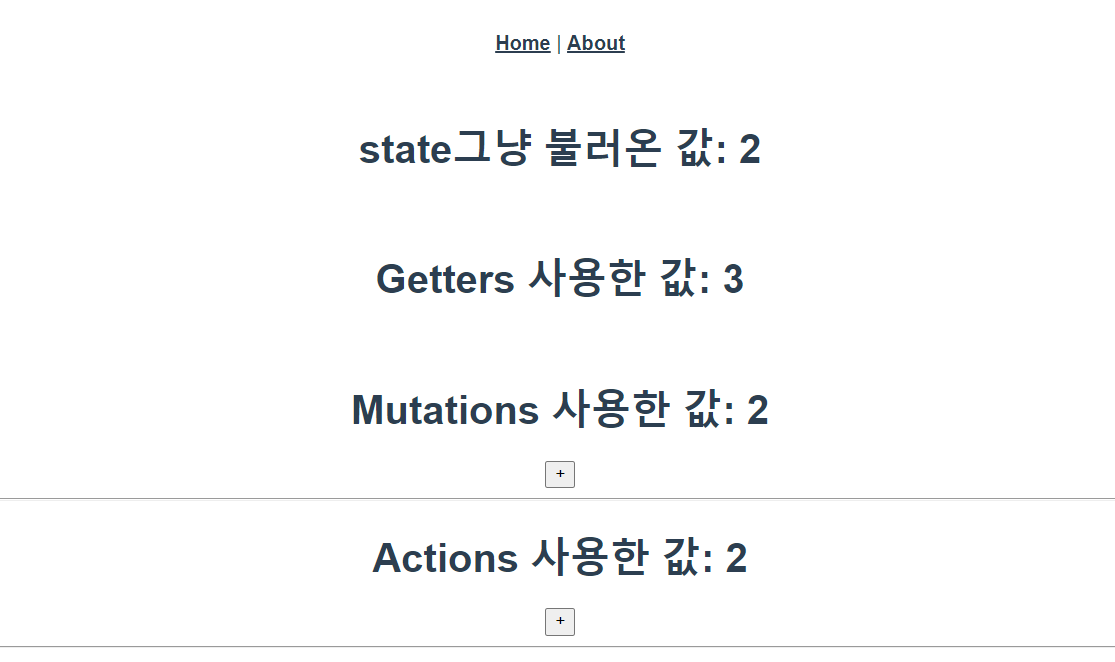 Home | About
state그냥 불러온 값: 2
Getters 사용한 값: 3
Mutations 사용한 값: 2
+
Actions 사용한 값: 2
+